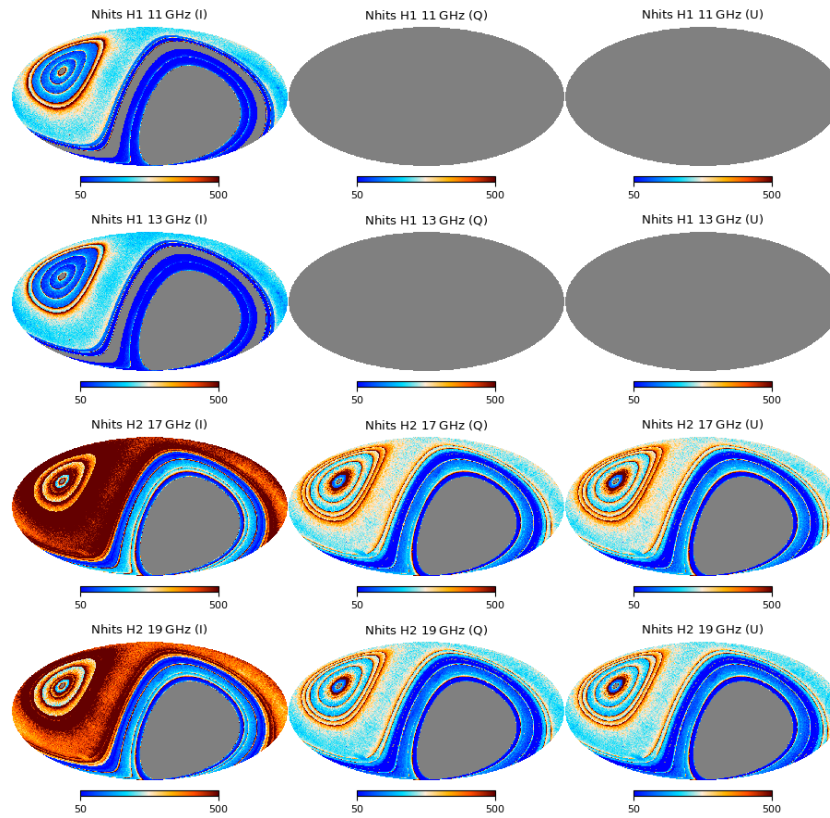 Nhits H1 11 GHz (I) Nhits H1 11 GHz (Q) Nhits H1 11 GHz (U)
50 500 50 500 50 500
Nhits H1 13 GHz (I) Nhits H1 13 GHz (Q) Nhits H1 13 GHz (U)
50 500 50 500 50 500
Nhits H2 17 GHz (I) Nhits H2 17 GHz (Q) Nhits H2 17 GHz (U)
50 500 50 500 50 500
Nhits H2 19 GHz (I) Nhits H2 19 GHz (Q) Nhits H2 19 GHz (U)
50 500 50 500 50 500